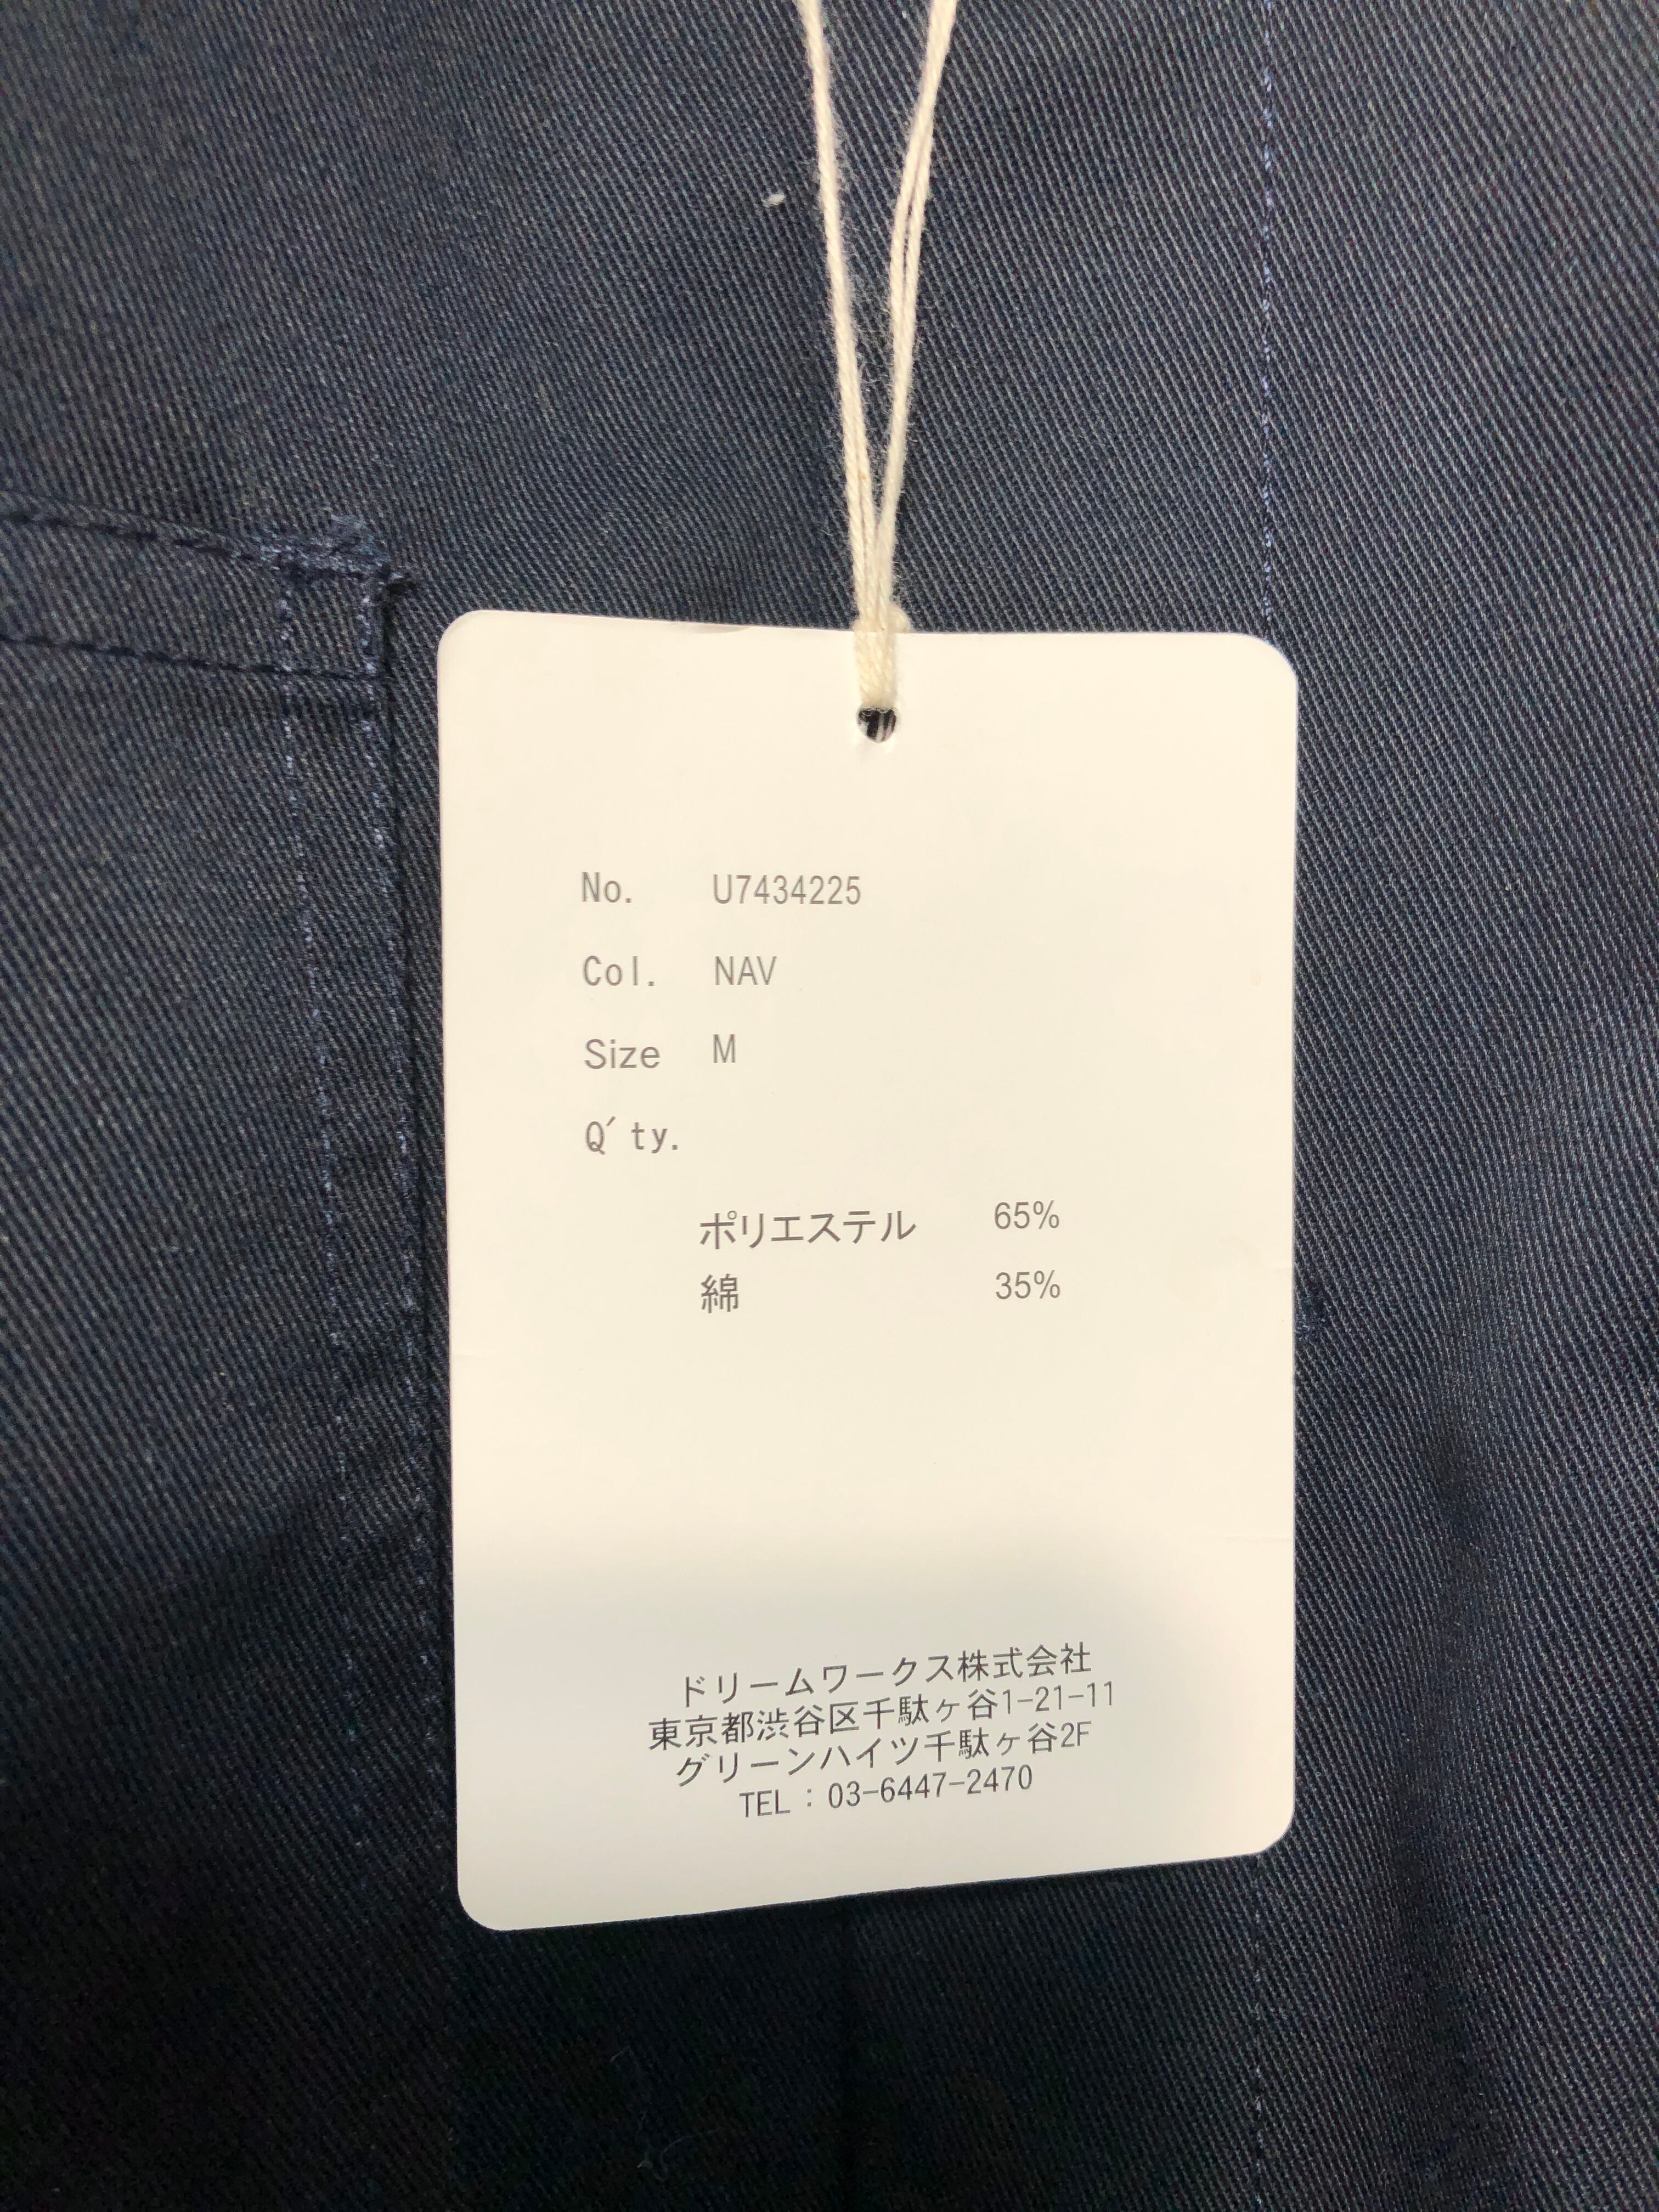 No. U7434225
Col. NAV
Size M
Q´ty.
ポリエステル 65%
綿 35%
ドリームワークス株式会社
東京都渋谷区千駄ヶ谷1-21-11
グリーンハイツ千駄ヶ谷2F
TEL：03-6447-2470